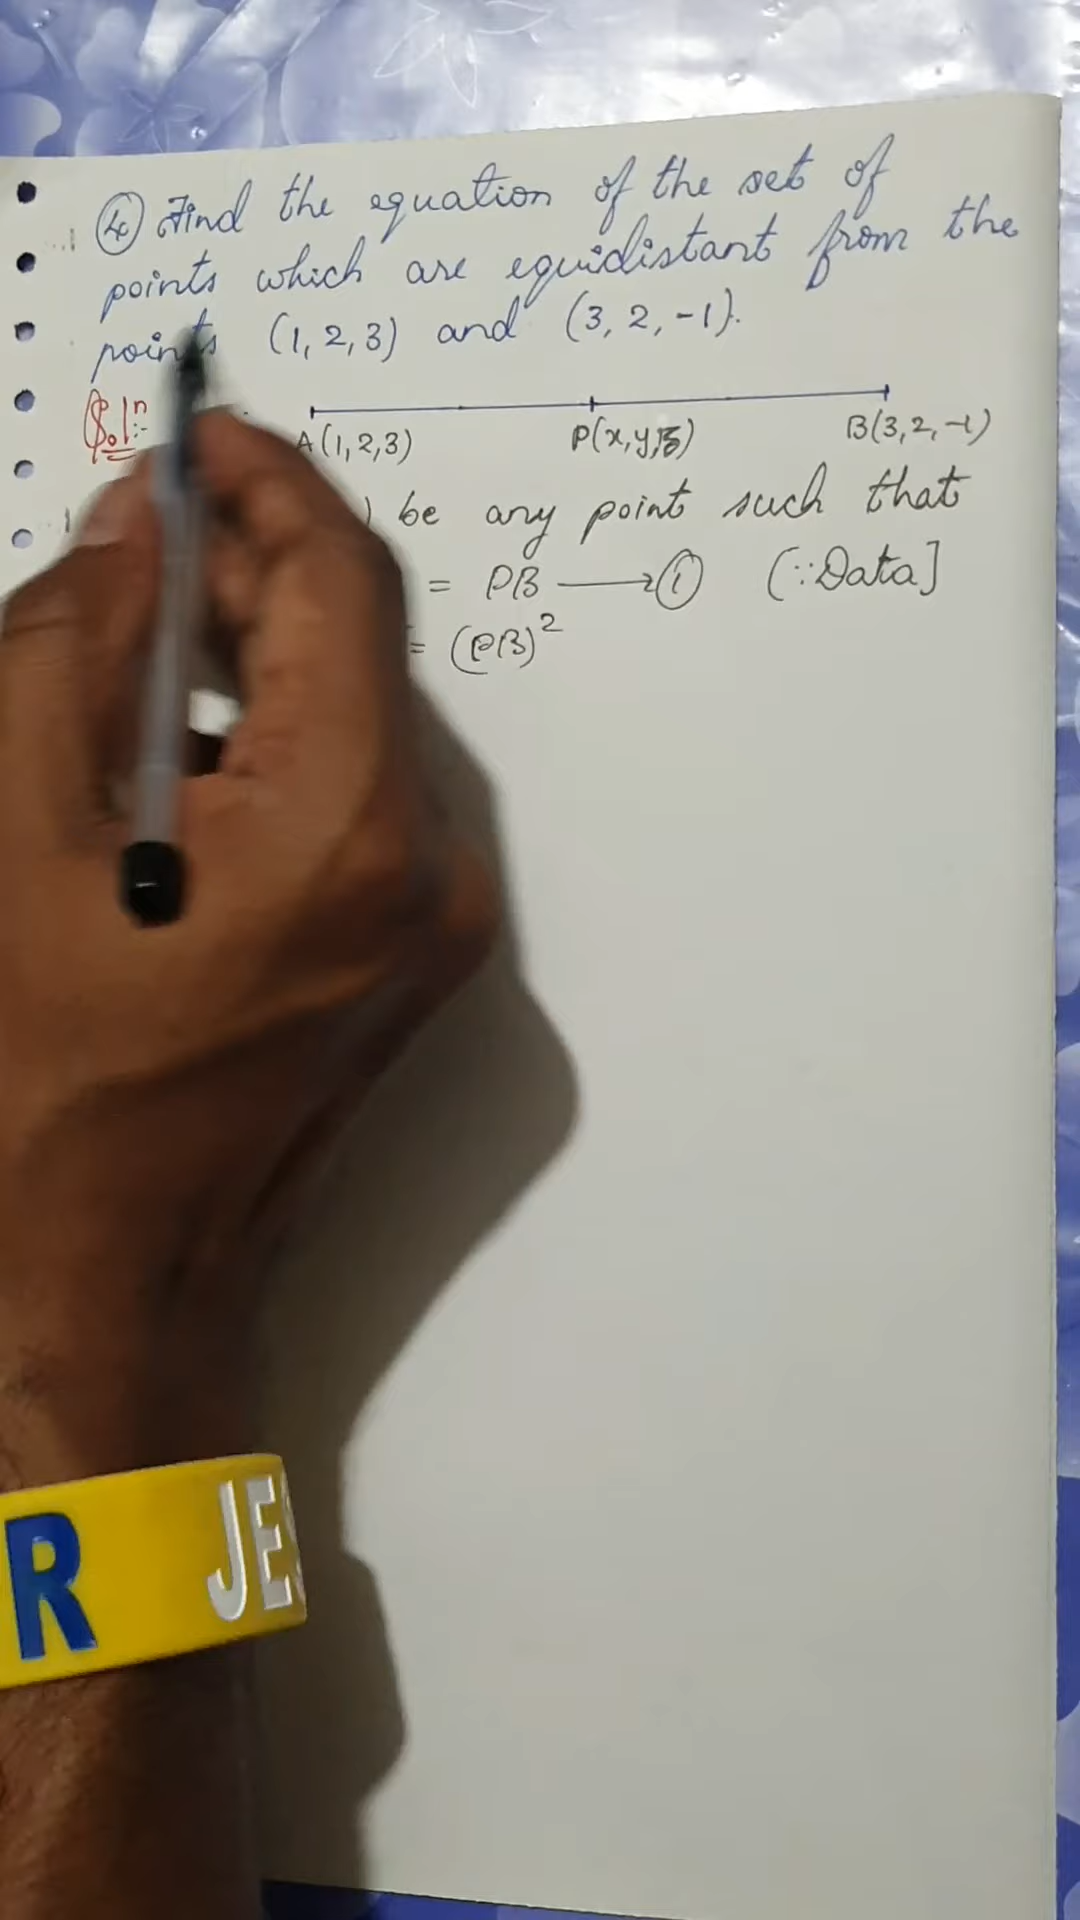 ④ Find the equation of the set of
points which are equidistant from the
points (1, 2, 3) and (3, 2, -1).
Solⁿ:-
A(1, 2, 3) P(x, y, z) B(3, 2, -1)
) be any point such that
= PB → ① (∵ Data]
= (PB)²
R JES